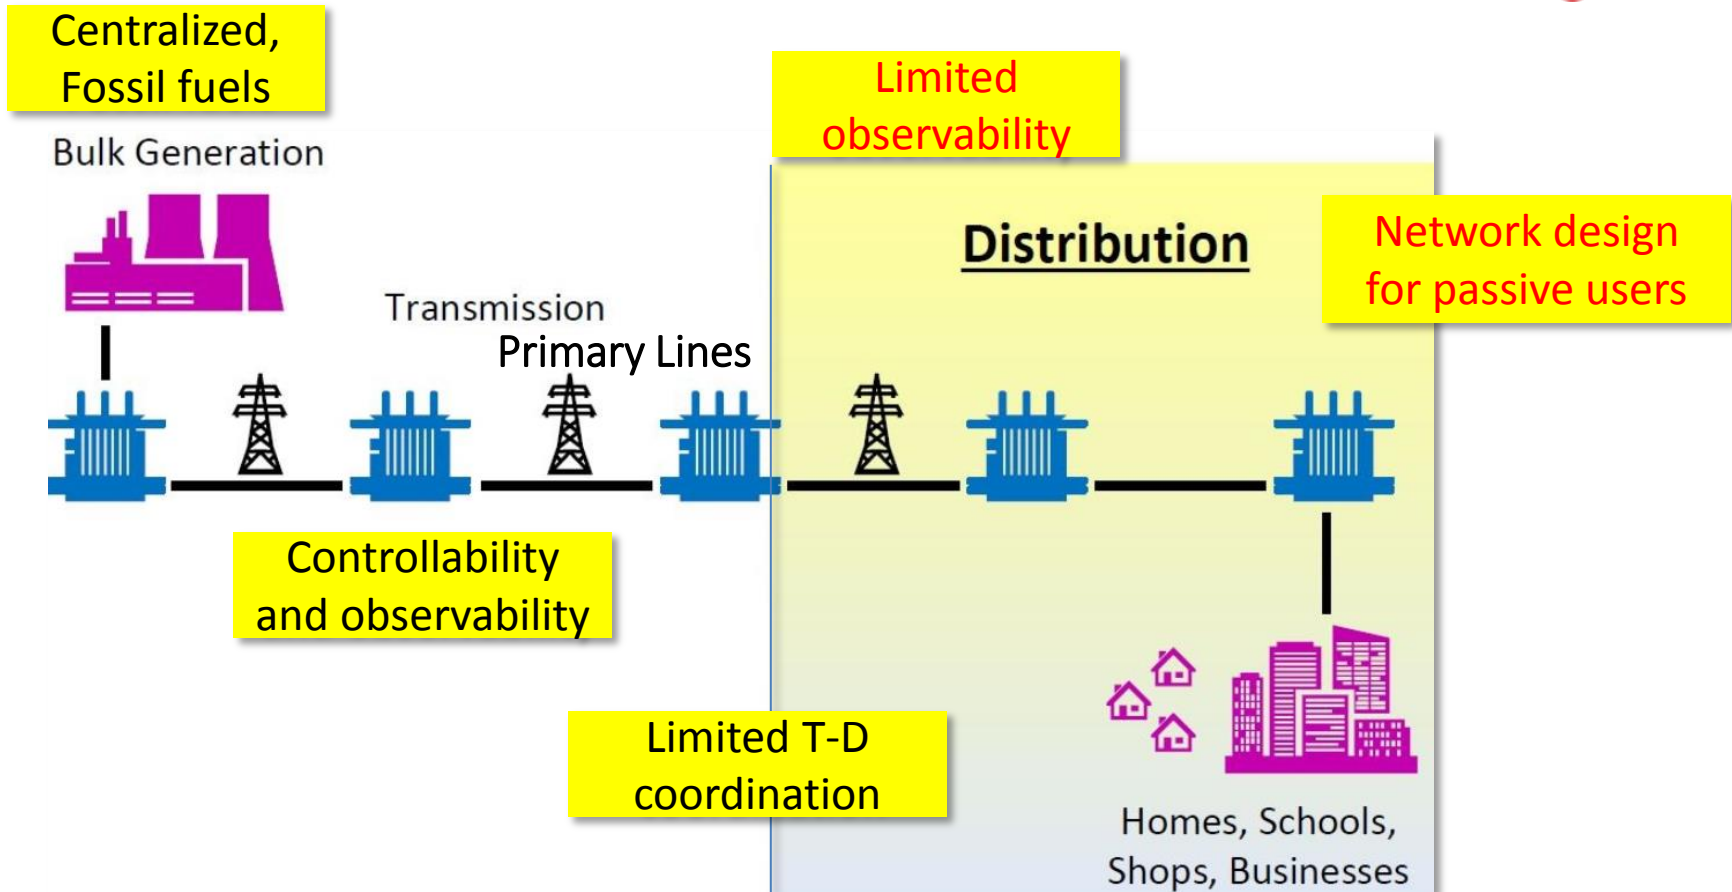 Centralized,
Fossil fuels
Bulk Generation
Limited
observability
Distribution
Network design
for passive users
Transmission
Primary Lines
Controllability
and observability
Limited T-D
coordination
Homes, Schools,
Shops, Businesses